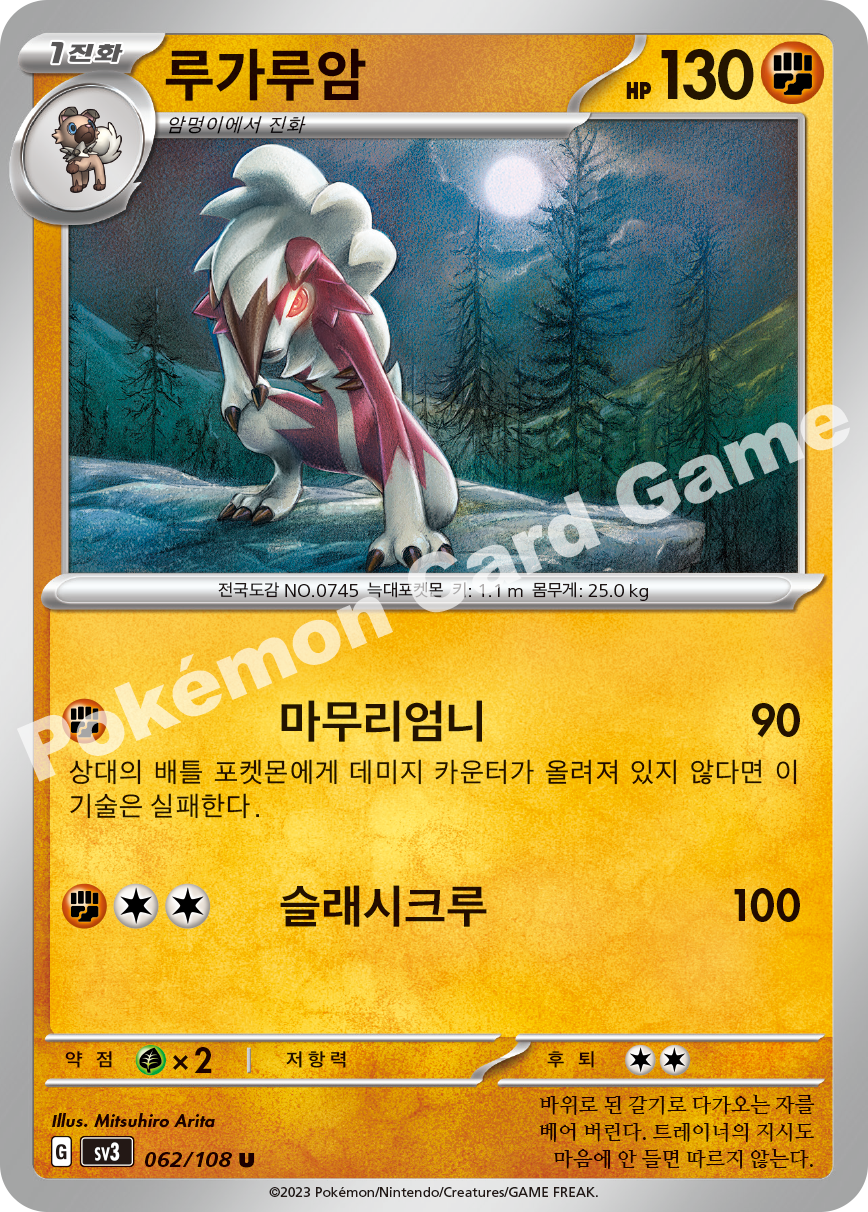 1진화
루가루암
HP 130
암멍이에서 진화
전국도감 NO.0745 늑대포켓몬 키: 1.1 m 몸무게: 25.0 kg
Pokémon Card Game
마무리엄니 90
상대의 배틀 포켓몬에게 데미지 카운터가 올려져 있지 않다면 이
기술은 실패한다.
슬래시크루 100
약점 ×2 저항력 후퇴
Illus. Mitsuhiro Arita
바위로 된 갈기로 다가오는 자를
베어 버린다. 트레이너의 지시도
마음에 안 들면 따르지 않는다.
G sv3 062/108 U
©2023 Pokémon/Nintendo/Creatures/GAME FREAK.